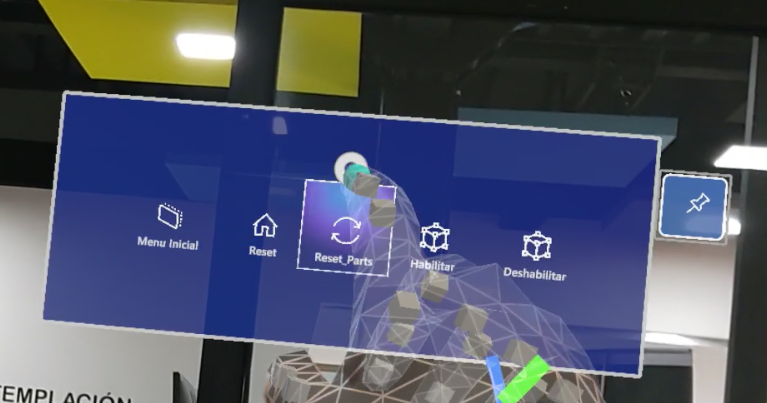 Menu Inicial
Reset
Reset_Parts
Habilitar
Deshabilitar
TEMPLACIÓN